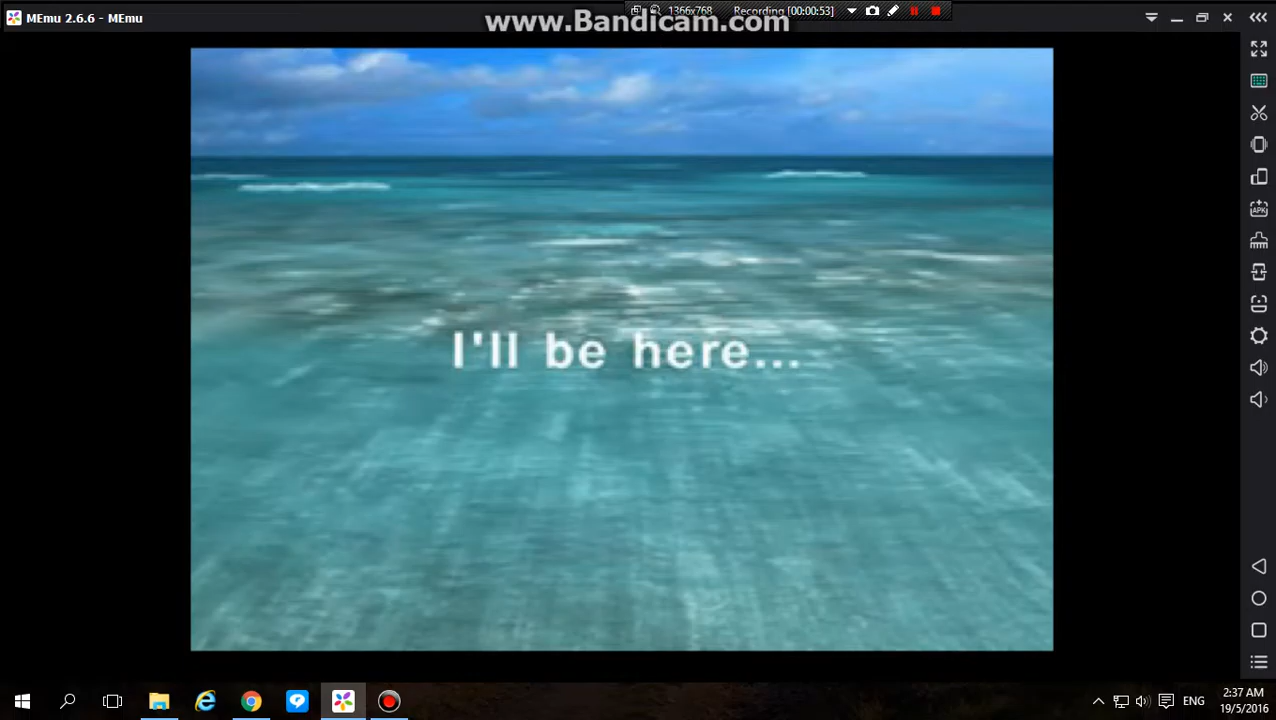 MEmu 2.6.6 - MEmu
www.Bandicam.com
1366x768 Recording [00:00:53]
APK
I'll be here...
ENG
2:37 AM
19/5/2016